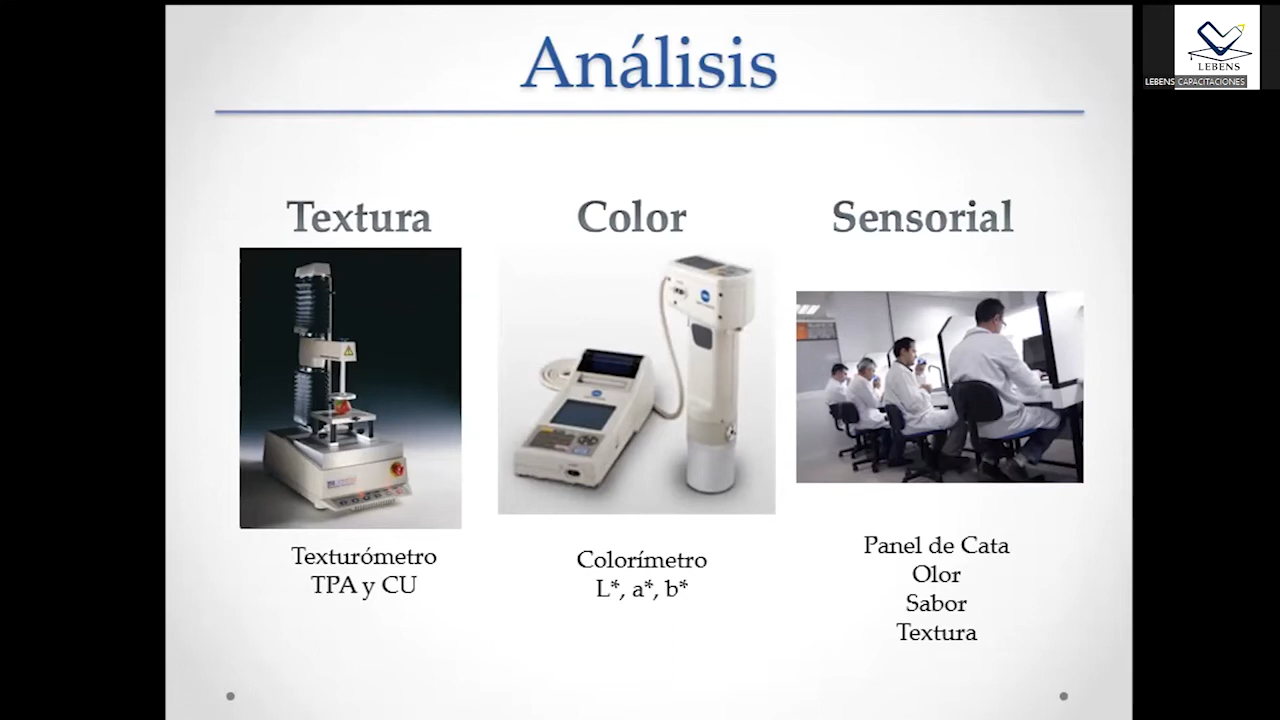 Análisis
Textura
Color
Sensorial
Texturómetro
TPA y CU
Colorímetro
L*, a*, b*
Panel de Cata
Olor
Sabor
Textura
LEBENS
LEBENS CAPACITACIONES